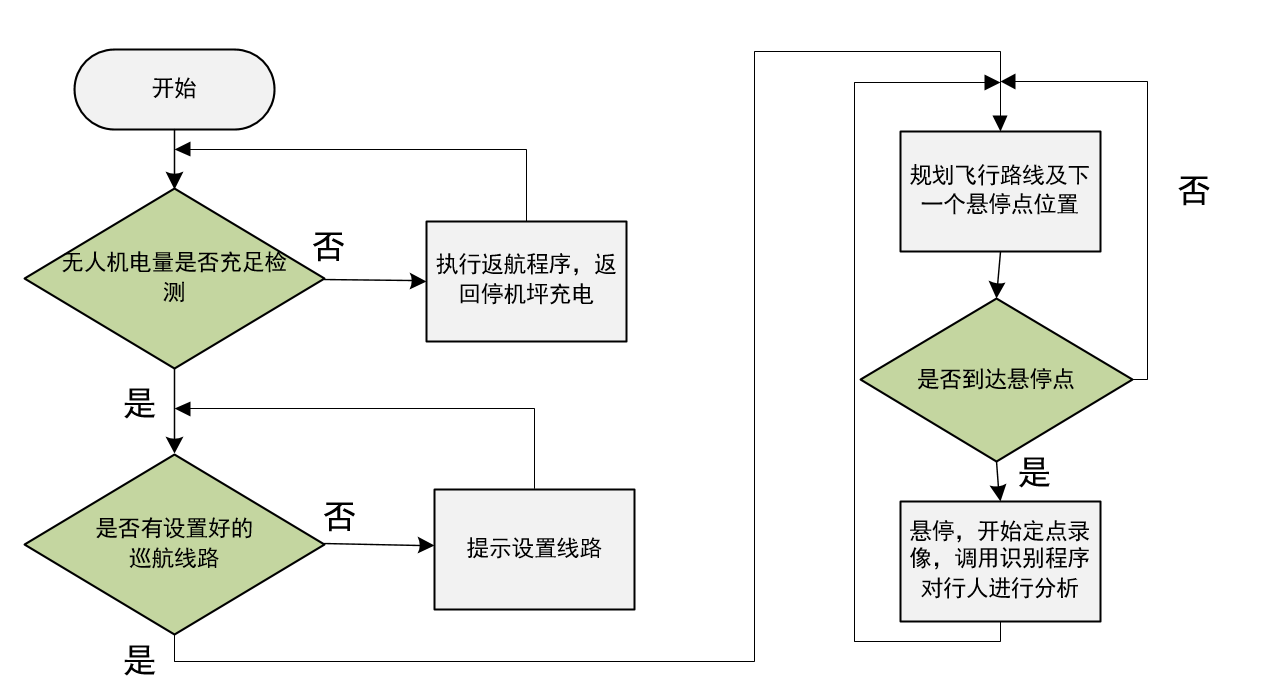 开始
无人机电量是否充足检
测
否
执行返航程序，返
回停机坪充电
是
是否有设置好的
巡航线路
否
提示设置线路
是
规划飞行路线及下
一个悬停点位置
否
是否到达悬停点
是
悬停，开始定点录
像，调用识别程序
对行人进行分析